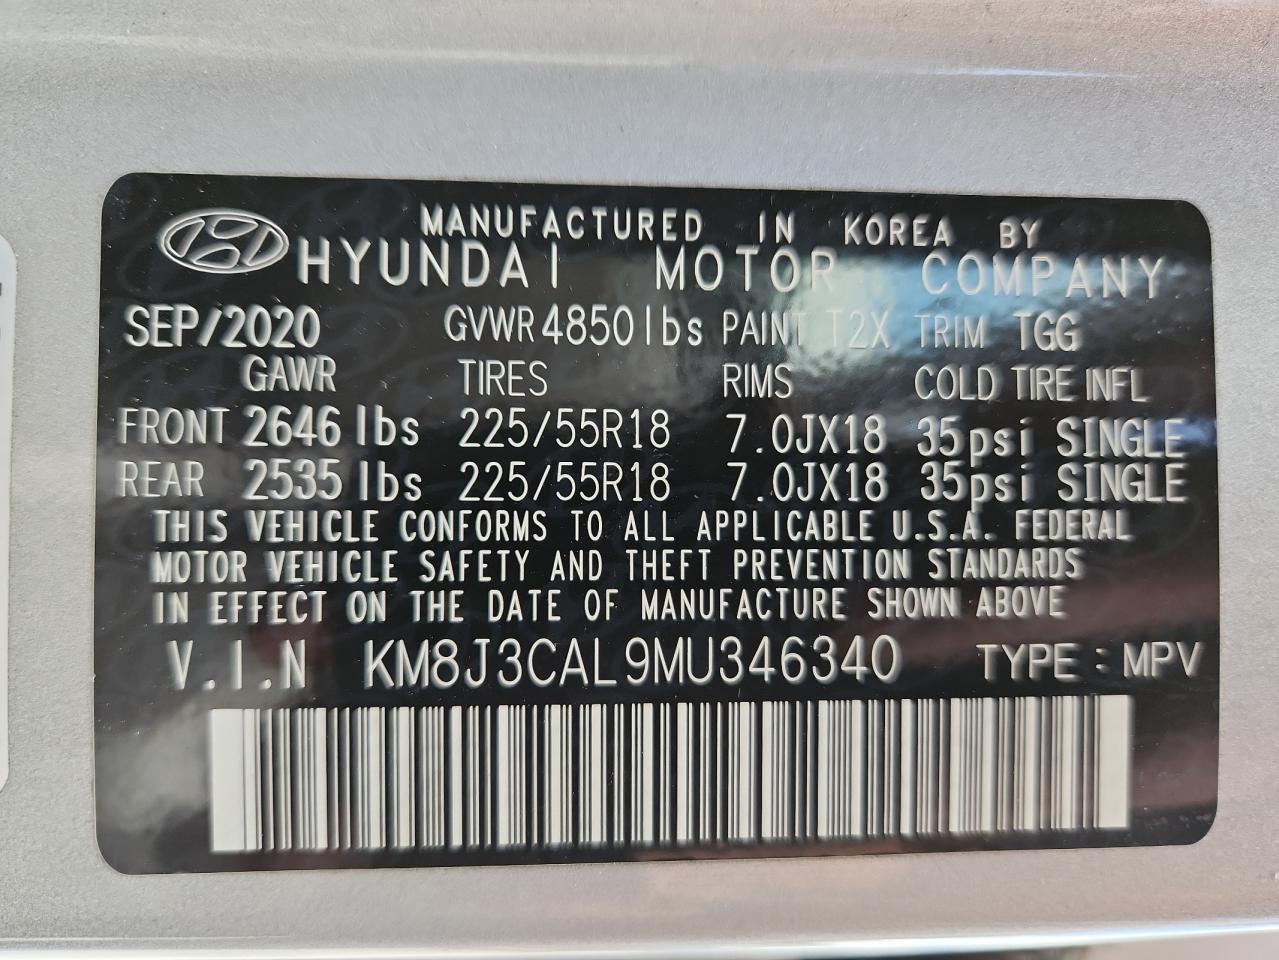 MANUFACTURED IN KOREA BY
HYUNDAI MOTOR COMPANY
SEP/2020 GVWR 4850 lbs PAINT T2X TRIM TGG
GAWR TIRES RIMS COLD TIRE INFL
FRONT 2646 lbs 225/55R18 7.0JX18 35psi SINGLE
REAR 2535 lbs 225/55R18 7.0JX18 35psi SINGLE
THIS VEHICLE CONFORMS TO ALL APPLICABLE U.S.A. FEDERAL
MOTOR VEHICLE SAFETY AND THEFT PREVENTION STANDARDS
IN EFFECT ON THE DATE OF MANUFACTURE SHOWN ABOVE
V.I.N KM8J3CAL9MU346340 TYPE : MPV